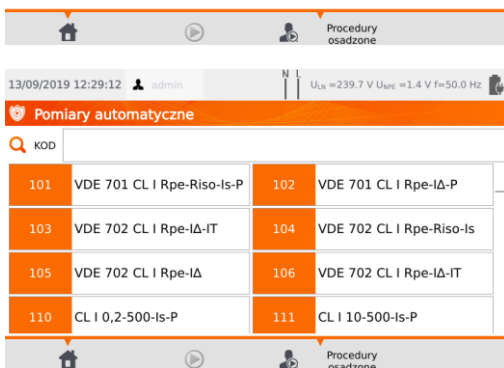 Procedury
osadzone
13/09/2019 12:29:12 admin N L U_LN =239.7 V U_NPE =1.4 V f=50.0 Hz
Pomiary automatyczne
KOD
101 VDE 701 CL I Rpe-Riso-Is-P 102 VDE 701 CL I Rpe-IΔ-P
103 VDE 702 CL I Rpe-IΔ-IT 104 VDE 702 CL I Rpe-Riso-Is
105 VDE 702 CL I Rpe-IΔ 106 VDE 702 CL I Rpe-IΔ-IT
110 CL I 0,2-500-Is-P 111 CL I 10-500-Is-P
Procedury
osadzone